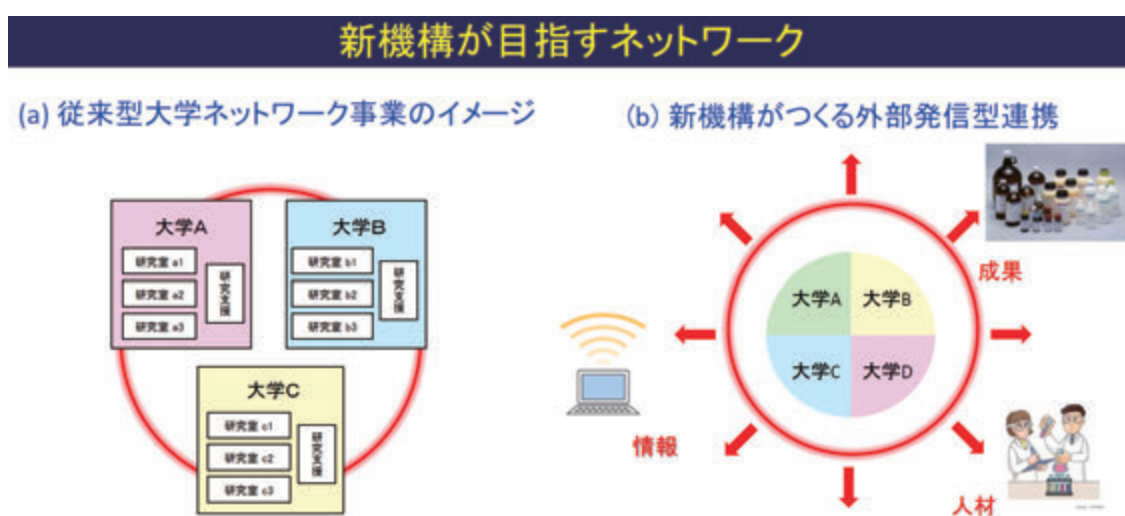 新機構が目指すネットワーク
(a) 従来型大学ネットワーク事業のイメージ
大学A
研究室 a1
研究室 a2
研究室 a3
研究支援
大学B
研究室 b1
研究室 b2
研究室 b3
研究支援
大学C
研究室 c1
研究室 c2
研究室 c3
研究支援
(b) 新機構がつくる外部発信型連携
大学A
大学B
大学C
大学D
成果
情報
人材